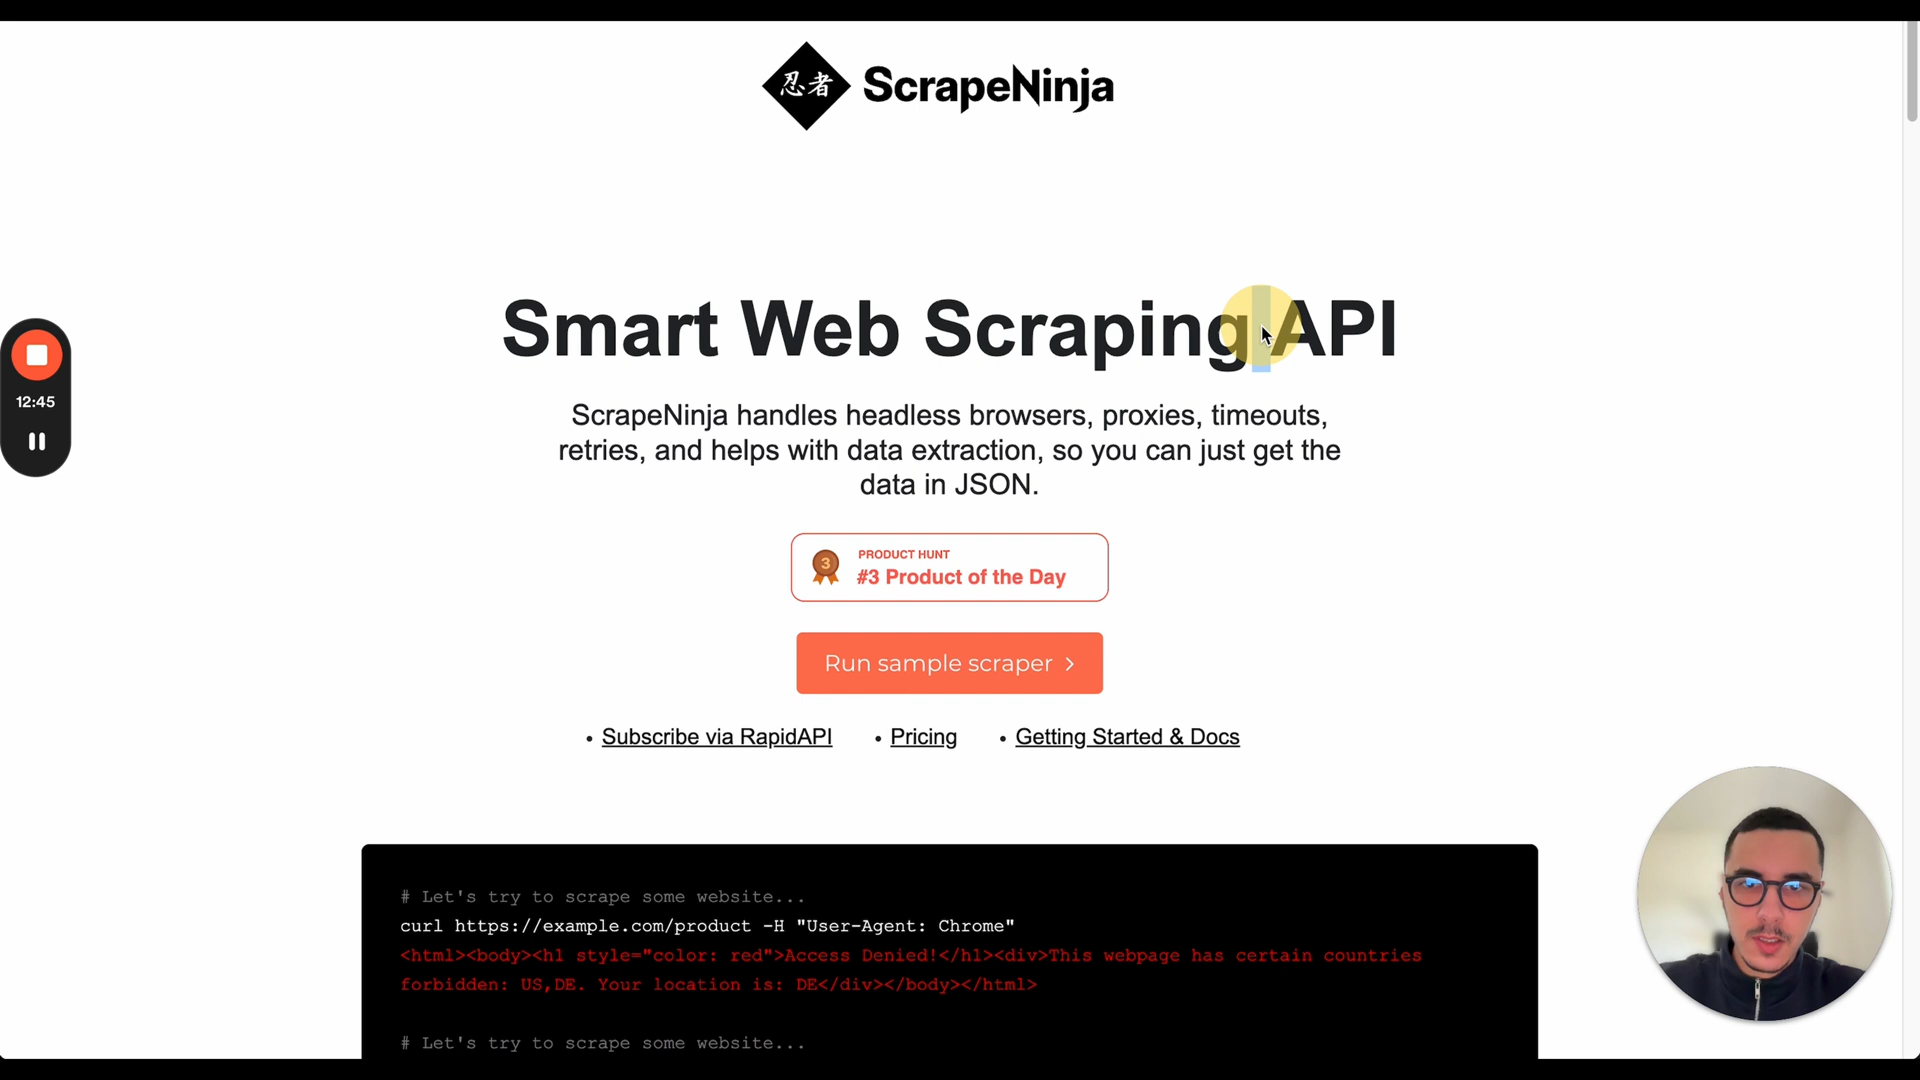 忍者 ScrapeNinja
Smart Web Scraping API
ScrapeNinja handles headless browsers, proxies, timeouts,
retries, and helps with data extraction, so you can just get the
data in JSON.
3
PRODUCT HUNT
#3 Product of the Day
Run sample scraper
12:45
• Subscribe via RapidAPI • Pricing • Getting Started & Docs
# Let's try to scrape some website...
curl https://example.com/product -H "User-Agent: Chrome"
<html><body><h1 style="color: red">Access Denied!</h1><div>This webpage has certain countries
forbidden: US,DE. Your location is: DE</div></body></html>
# Let's try to scrape some website...